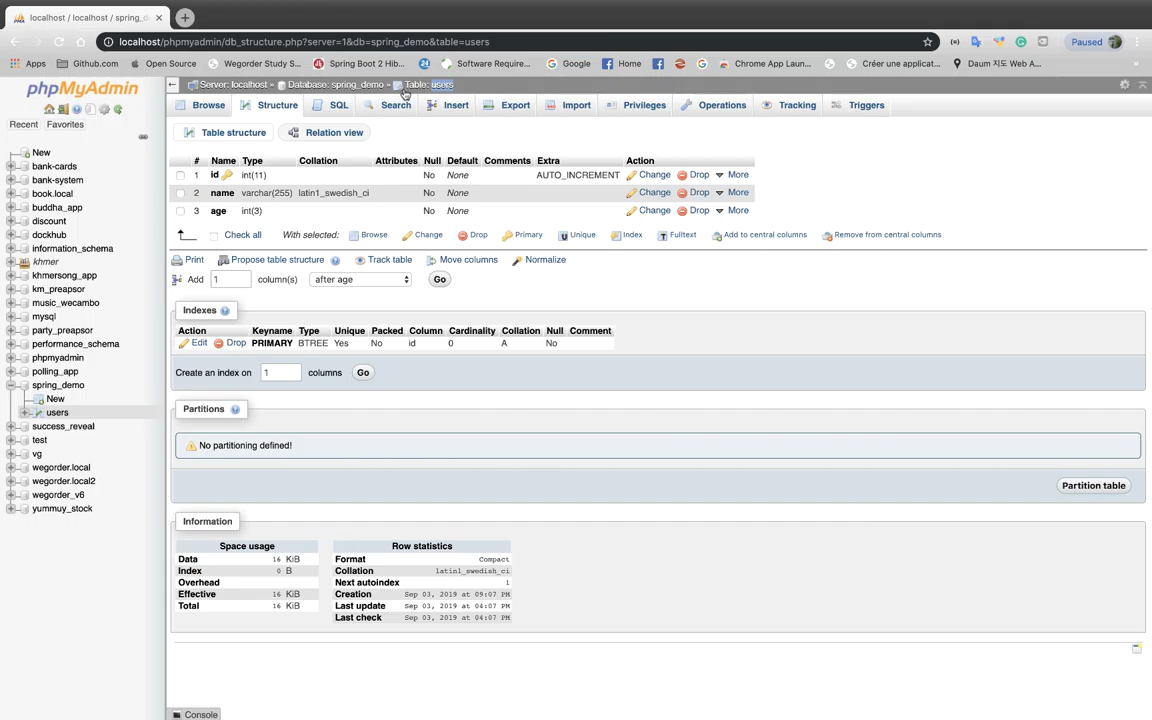 localhost / localhost / spring_d
localhost/phpmyadmin/db_structure.php?server=1&db=spring_demo&table=users
Paused
Apps Github.com Open Source Wegorder Study S... Spring Boot 2 Hib... Software Require... Google Home Chrome App Laun... Créer une applicat... Daum 지도 Web A...
phpMyAdmin
Recent Favorites
New
bank-cards
bank-system
book.local
buddha_app
discount
dockhub
information_schema
khmer
khmersong_app
km_preapsor
music_wecambo
mysql
party_preapsor
performance_schema
phpmyadmin
polling_app
spring_demo
New
users
success_reveal
test
vg
wegorder.local
wegorder.local2
wegorder_v6
yummuy_stock
Server: localhost » Database: spring_demo » Table: users
Browse Structure SQL Search Insert Export Import Privileges Operations Tracking Triggers
Table structure Relation view
# Name Type Collation Attributes Null Default Comments Extra Action
1 id int(11) No None AUTO_INCREMENT Change Drop More
2 name varchar(255) latin1_swedish_ci No None Change Drop More
3 age int(3) No None Change Drop More
Check all With selected: Browse Change Drop Primary Unique Index Fulltext Add to central columns Remove from central columns
Print Propose table structure Track table Move columns Normalize
Add 1 column(s) after age Go
Indexes
Action Keyname Type Unique Packed Column Cardinality Collation Null Comment
Edit Drop PRIMARY BTREE Yes No id 0 A No
Create an index on 1 columns Go
Partitions
No partitioning defined!
Partition table
Information
Space usage
Data 16 KiB
Index 0 B
Overhead
Effective 16 KiB
Total 16 KiB
Row statistics
Format Compact
Collation latin1_swedish_ci
Next autoindex 1
Creation Sep 03, 2019 at 09:07 PM
Last update Sep 03, 2019 at 04:07 PM
Last check Sep 03, 2019 at 04:07 PM
Console